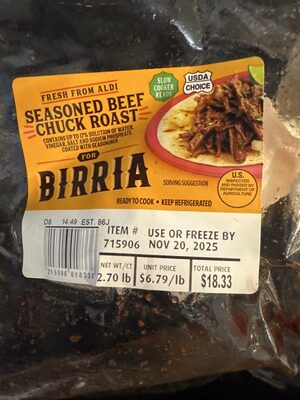 FRESH FROM ALDI
SEASONED BEEF
CHUCK ROAST
CONTAINS UP TO 17% SOLUTION OF WATER,
VINEGAR, SALT AND SODIUM PHOSPHATE.
COATED WITH SEASONINGS
FOR
BIRRIA
SLOW
COOKER
READY
USDA
CHOICE
SERVING SUGGESTION
U.S.
INSPECTED
AND PASSED BY
DEPARTMENT OF
AGRICULTURE
READY TO COOK • KEEP REFRIGERATED
D8 14:49 EST. 86J
ITEM #
715906
USE OR FREEZE BY
NOV 20, 2025
NET WT/CT
2.70 lb
UNIT PRICE
$6.79/lb
TOTAL PRICE
$18.33